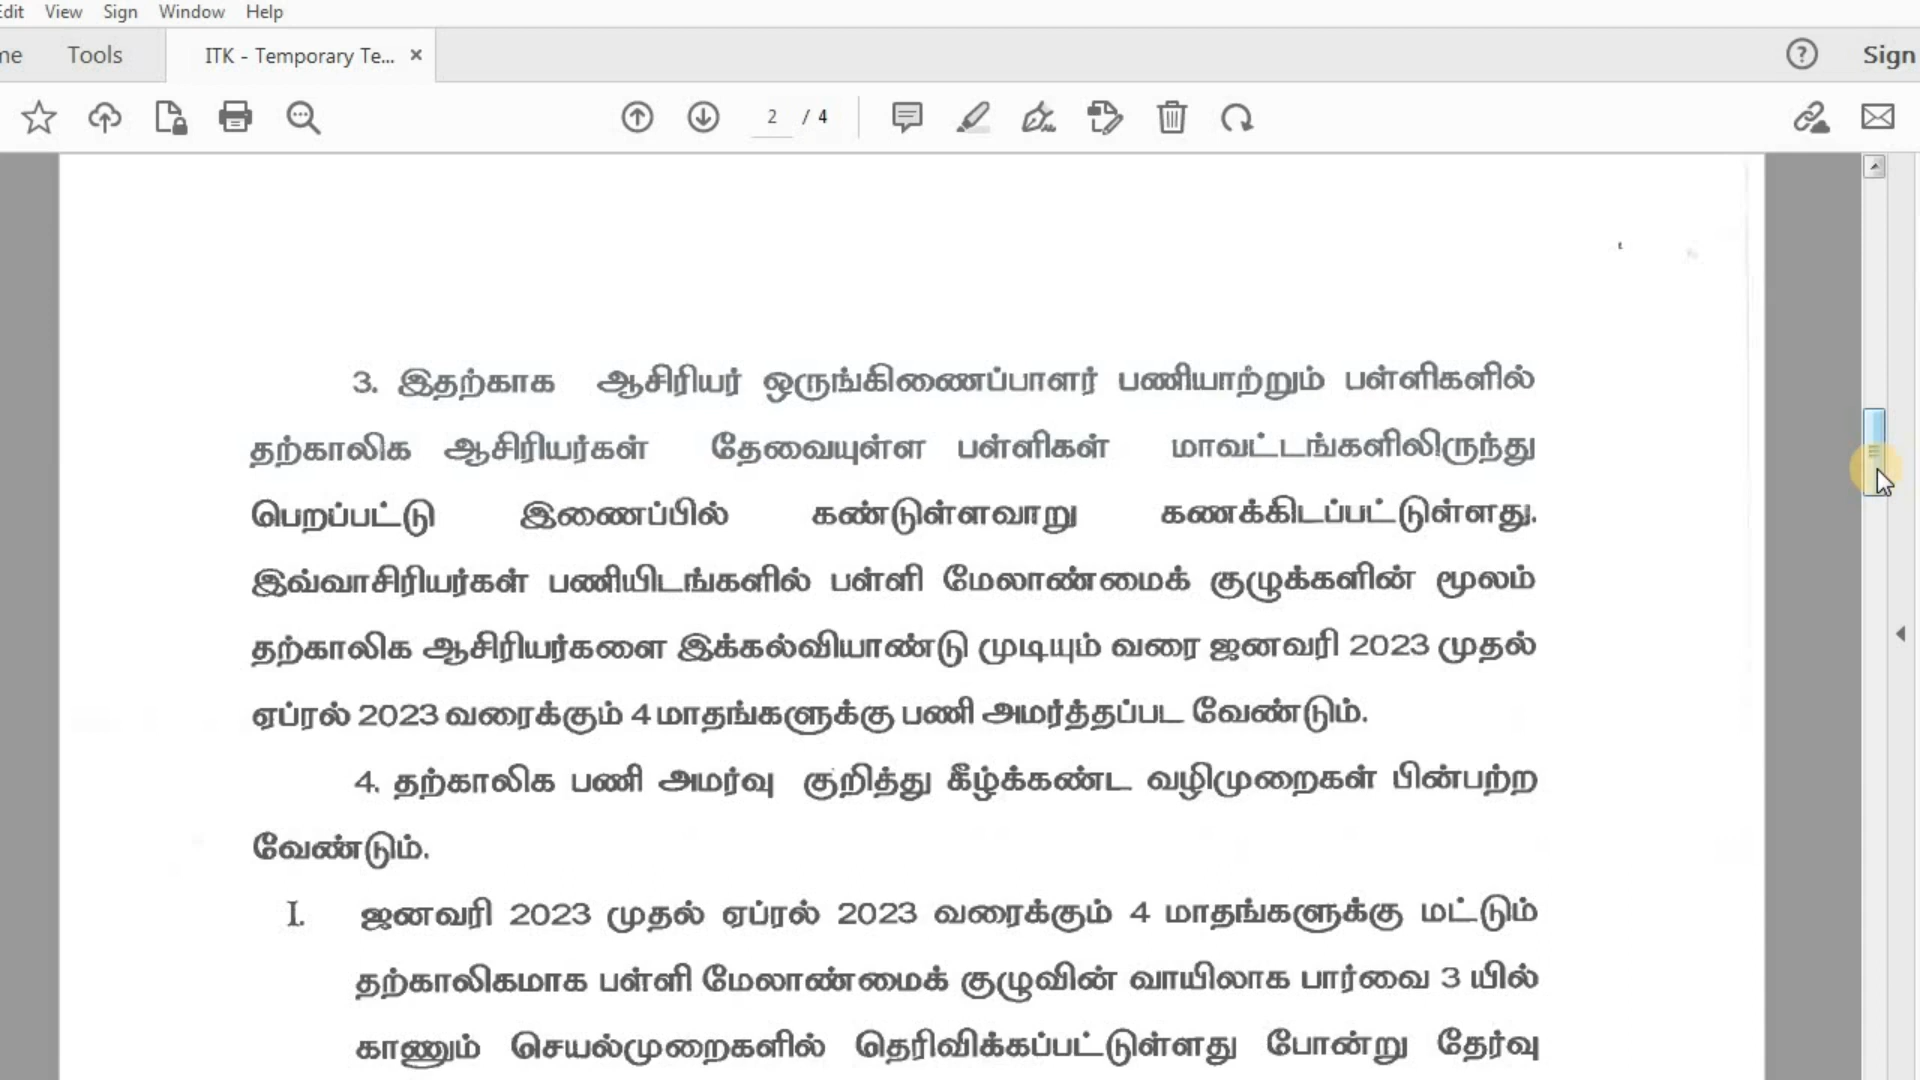 Edit View Sign Window Help
me Tools ITK - Temporary Te... × ? Sign
2 / 4
3. இதற்காக ஆசிரியர் ஒருங்கிணைப்பாளர் பணியாற்றும் பள்ளிகளில்
தற்காலிக ஆசிரியர்கள் தேவையுள்ள பள்ளிகள் மாவட்டங்களிலிருந்து
பெறப்பட்டு இணைப்பில் கண்டுள்ளவாறு கணக்கிடப்பட்டுள்ளது.
இவ்வாசிரியர்கள் பணியிடங்களில் பள்ளி மேலாண்மைக் குழுக்களின் மூலம்
தற்காலிக ஆசிரியர்களை இக்கல்வியாண்டு முடியும் வரை ஜனவரி 2023 முதல்
ஏப்ரல் 2023 வரைக்கும் 4 மாதங்களுக்கு பணி அமர்த்தப்பட வேண்டும்.
4. தற்காலிக பணி அமர்வு குறித்து கீழ்க்கண்ட வழிமுறைகள் பின்பற்ற
வேண்டும்.
I. ஜனவரி 2023 முதல் ஏப்ரல் 2023 வரைக்கும் 4 மாதங்களுக்கு மட்டும்
தற்காலிகமாக பள்ளி மேலாண்மைக் குழுவின் வாயிலாக பார்வை 3 யில்
காணும் செயல்முறைகளில் தெரிவிக்கப்பட்டுள்ளது போன்று தேர்வு